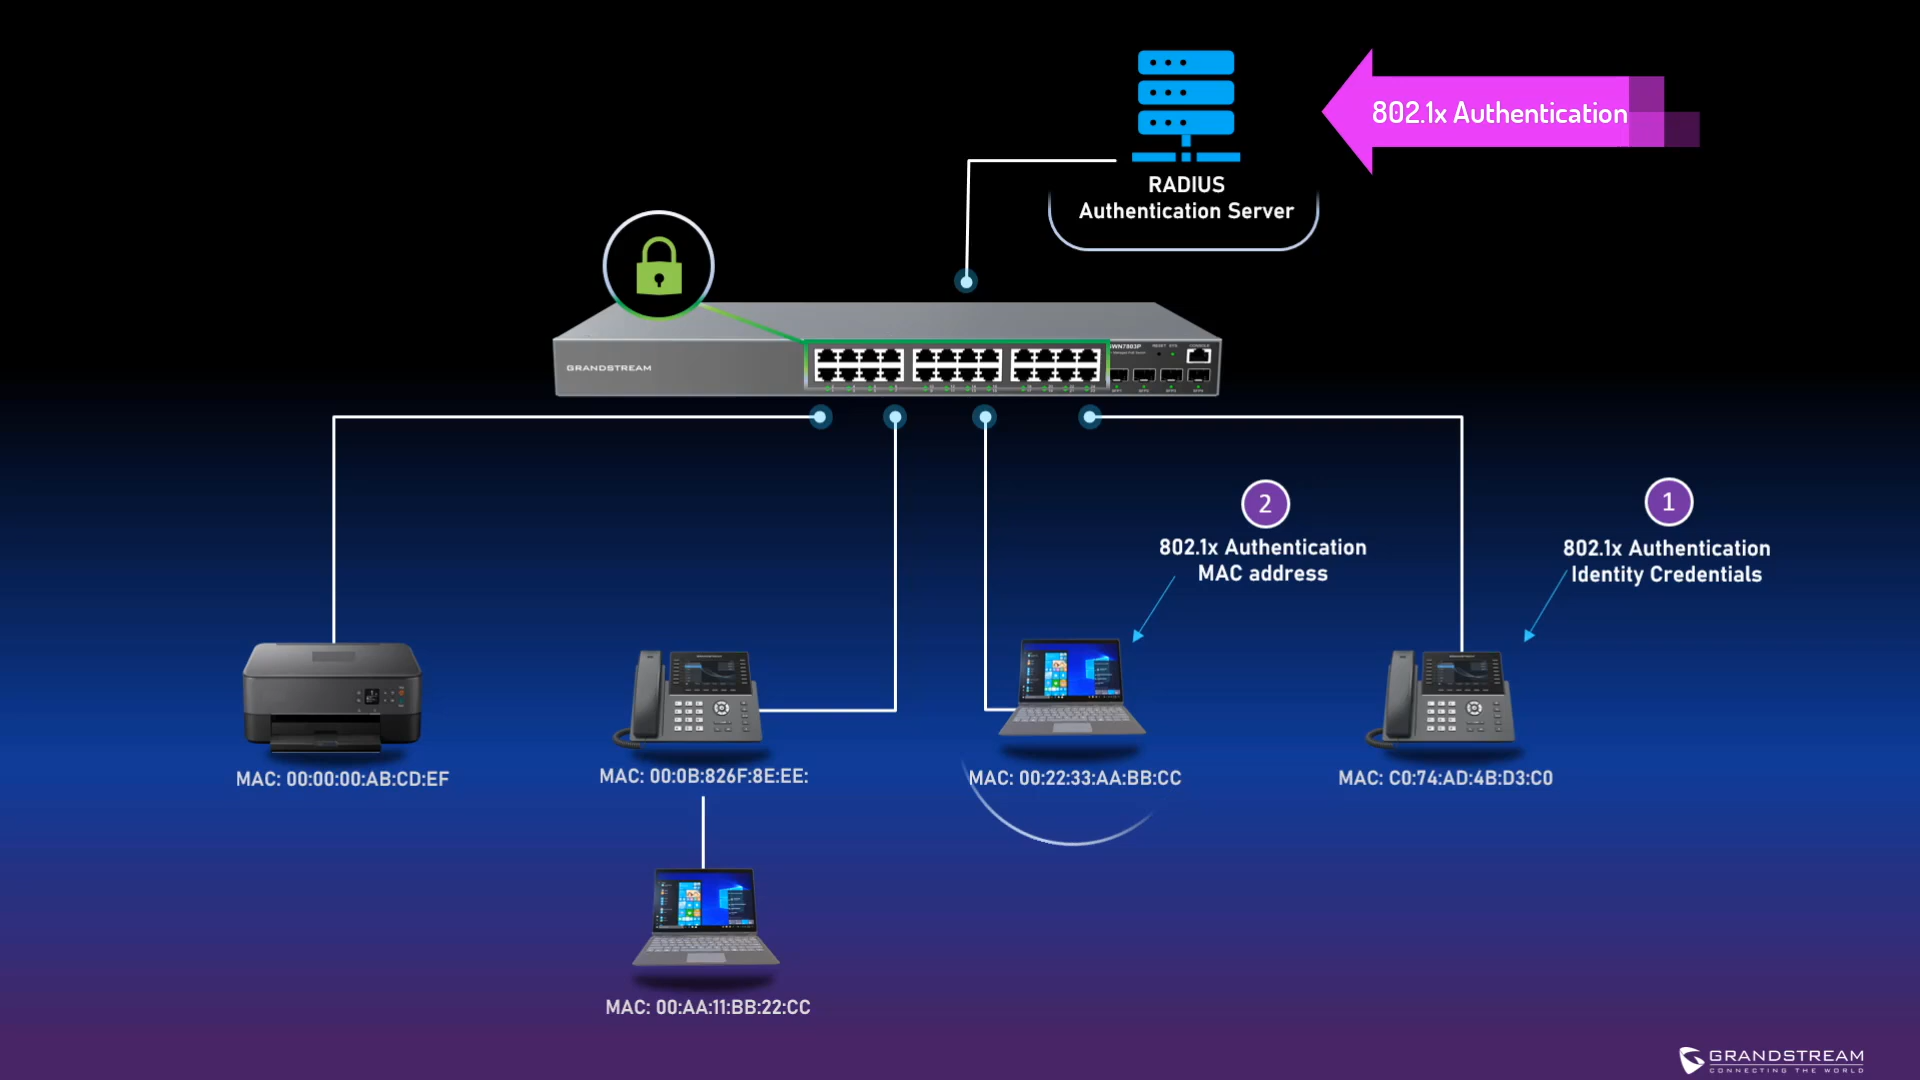 802.1x Authentication
RADIUS
Authentication Server
GRANDSTREAM
CONSOLE
2
802.1x Authentication
MAC address
1
802.1x Authentication
Identity Credentials
MAC: 00:00:00:AB:CD:EF
MAC: 00:0B:826F:8E:EE:
MAC: 00:22:33:AA:BB:CC
MAC: C0:74:AD:4B:D3:C0
MAC: 00:AA:11:BB:22:CC
GRANDSTREAM
CONNECTING THE WORLD